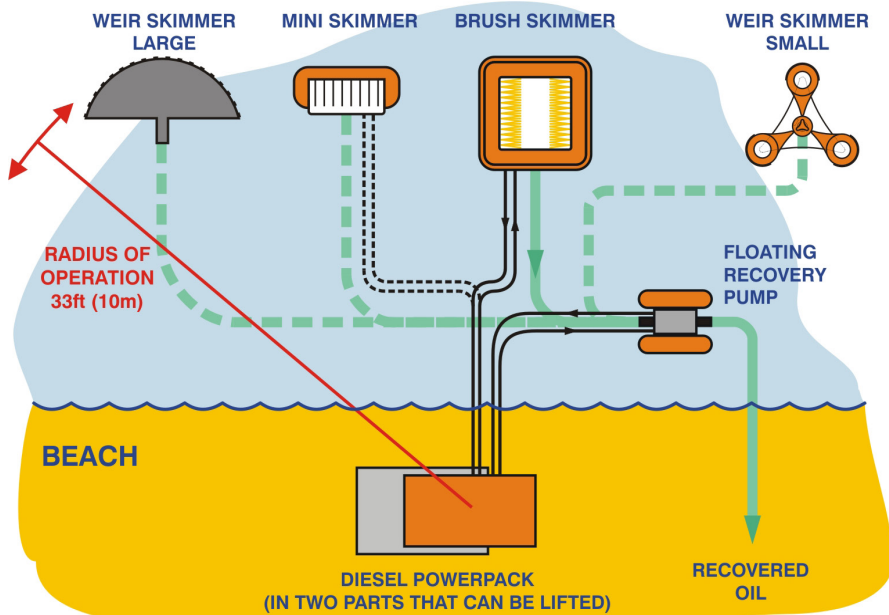 WEIR SKIMMER
LARGE
MINI SKIMMER
BRUSH SKIMMER
WEIR SKIMMER
SMALL
RADIUS OF
OPERATION
33ft (10m)
FLOATING
RECOVERY
PUMP
BEACH
DIESEL POWERPACK
(IN TWO PARTS THAT CAN BE LIFTED)
RECOVERED
OIL